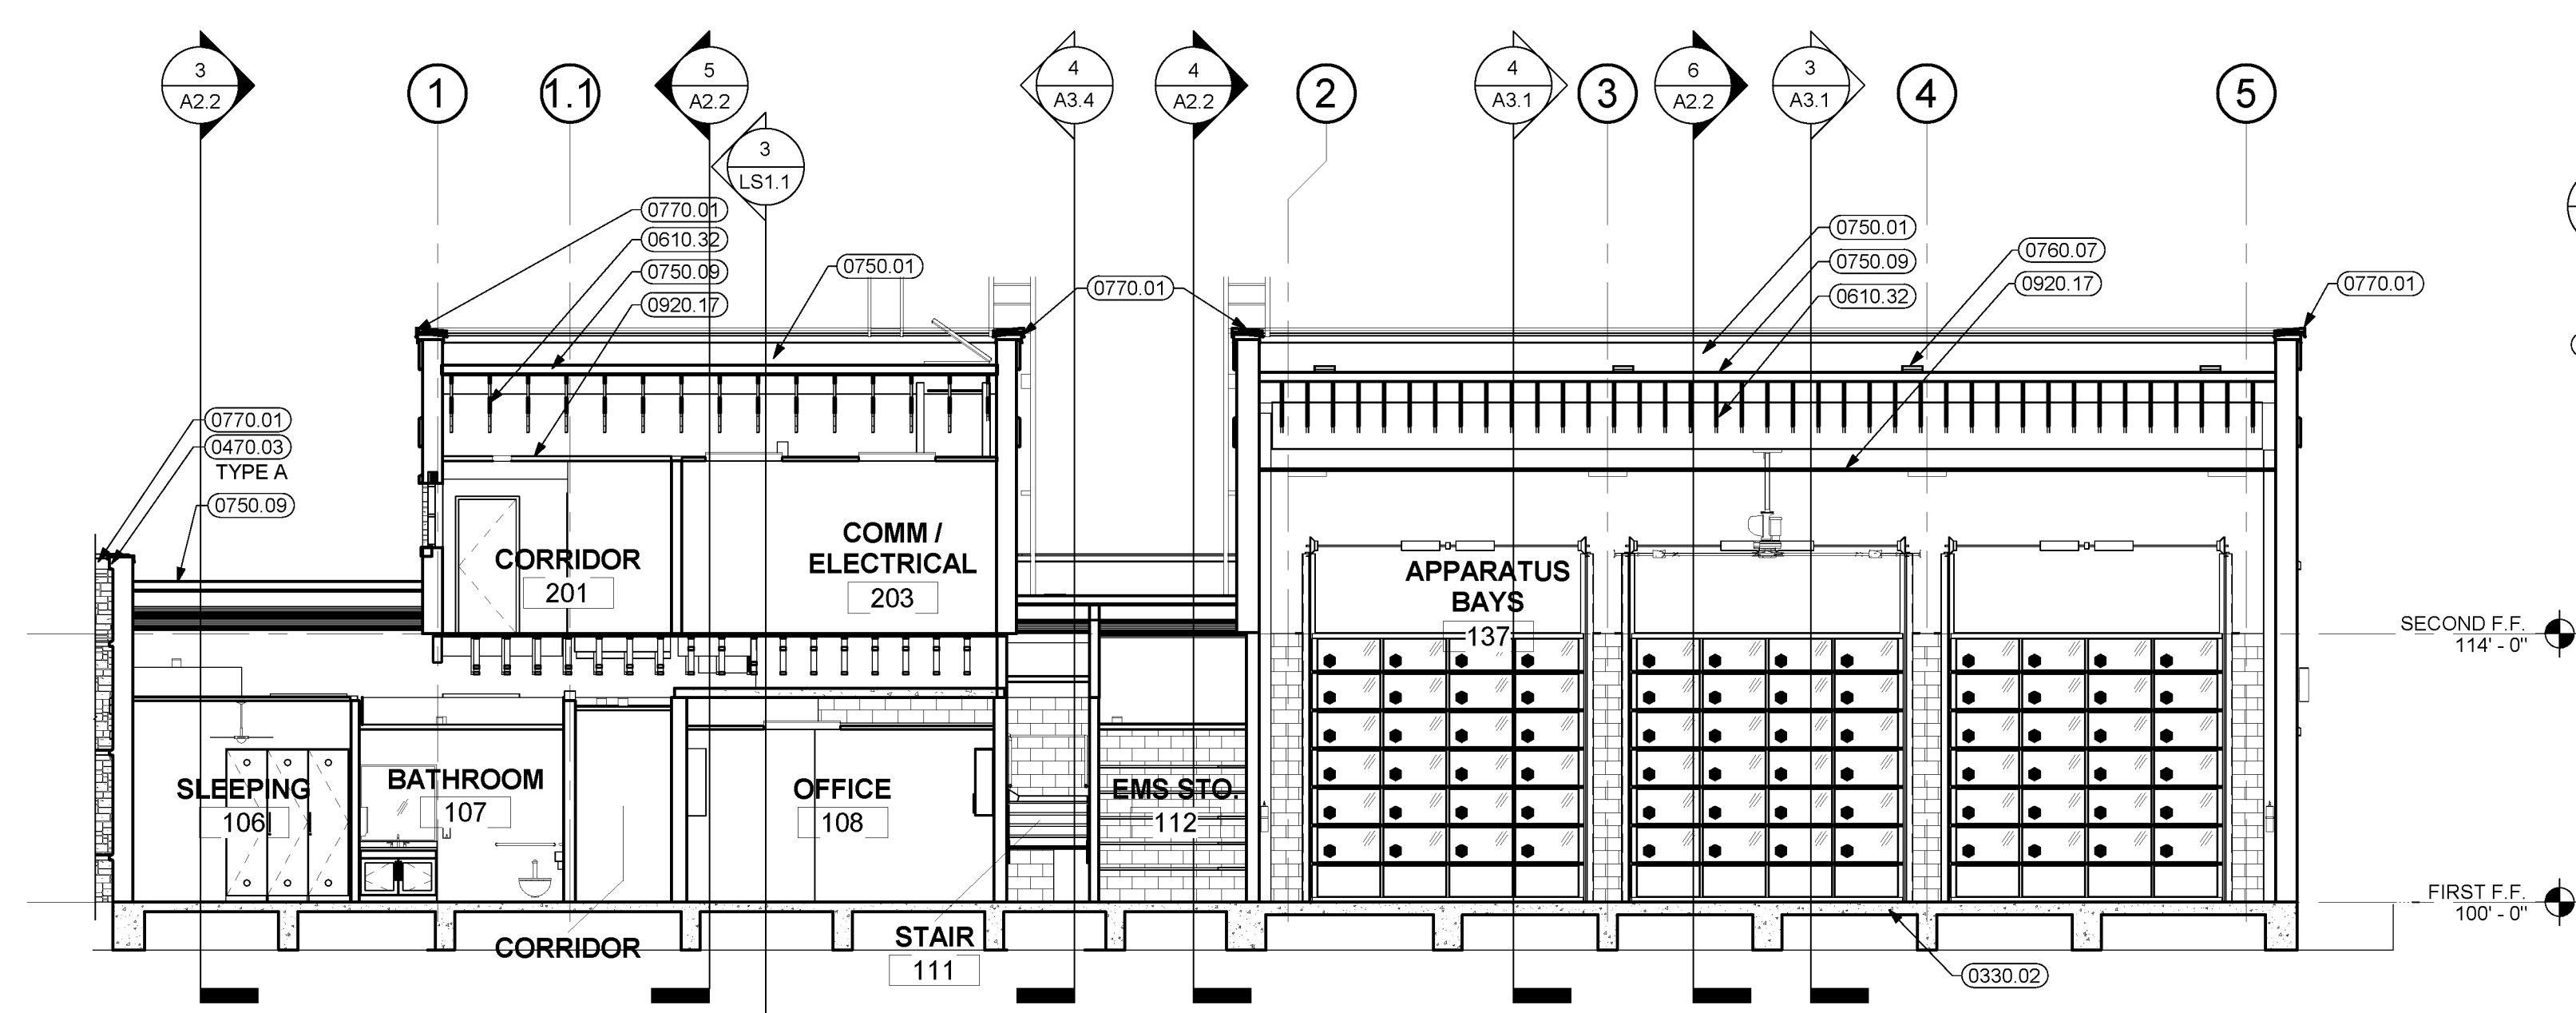 3
A2.2
1
1.1
5
A2.2
4
A3.4
4
A2.2
2
4
A3.1
3
6
A2.2
3
A3.1
4
5
3
LS1.1
0770.01
0610.32
0750.09
0920.17
0750.01
0770.01
0750.01
0750.09
0610.32
0760.07
0920.17
0770.01
0770.01
0470.03
TYPE A
0750.09
CORRIDOR
201
COMM /
ELECTRICAL
203
APPARATUS
BAYS
137
SECOND F.F.
114' - 0"
SLEEPING
106
BATHROOM
107
OFFICE
108
EMS STO.
112
FIRST F.F.
100' - 0"
CORRIDOR
STAIR
111
0330.02